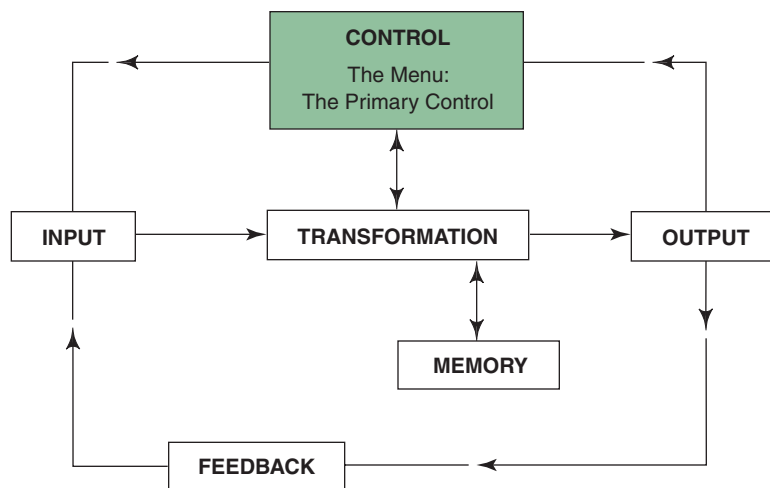 CONTROL
The Menu:
The Primary Control
INPUT
TRANSFORMATION
OUTPUT
MEMORY
FEEDBACK